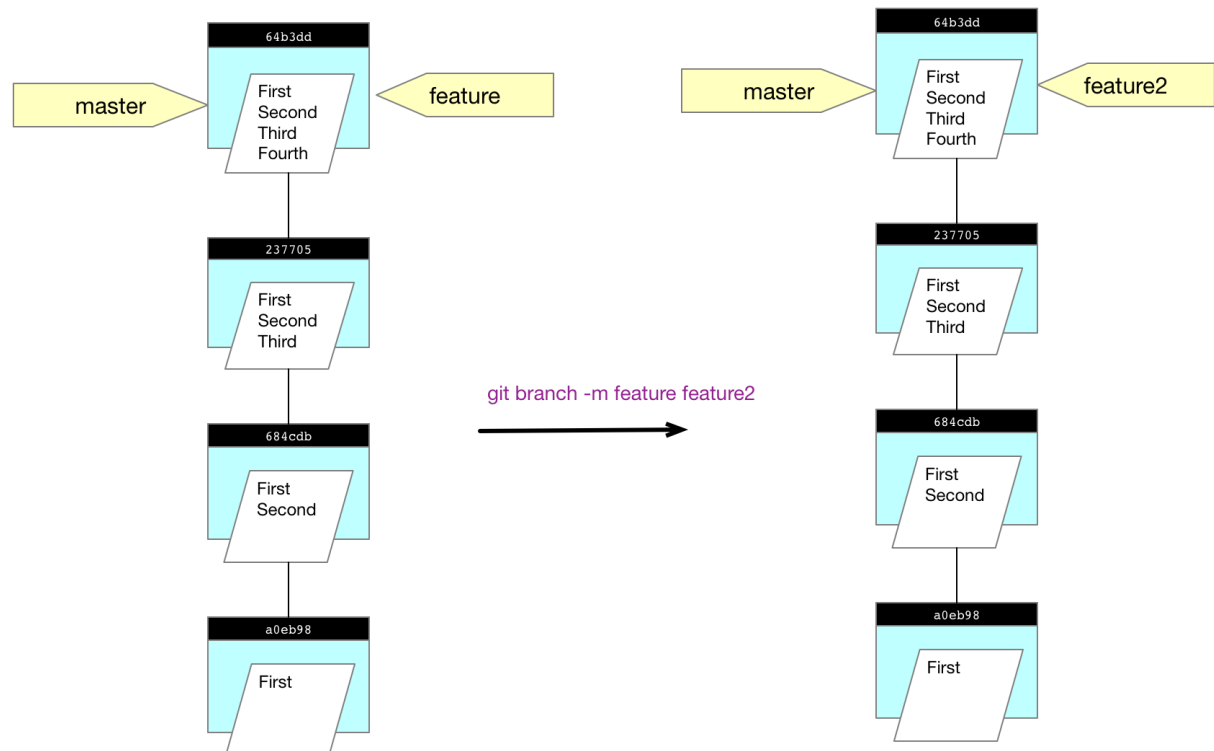 64b3dd
master
feature
First
Second
Third
Fourth
237705
First
Second
Third
684cdb
First
Second
a0eb98
First
git branch -m feature feature2
64b3dd
master
feature2
First
Second
Third
Fourth
237705
First
Second
Third
684cdb
First
Second
a0eb98
First